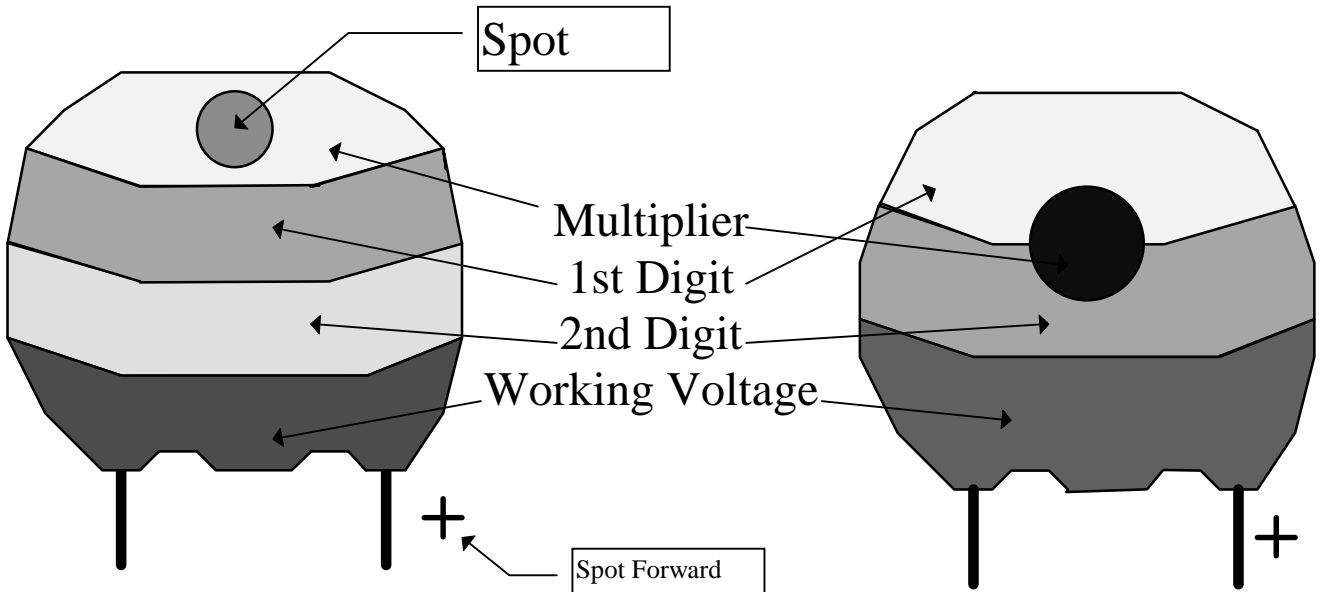 Spot
Multiplier
1st Digit
2nd Digit
Working Voltage
+
+
Spot Forward